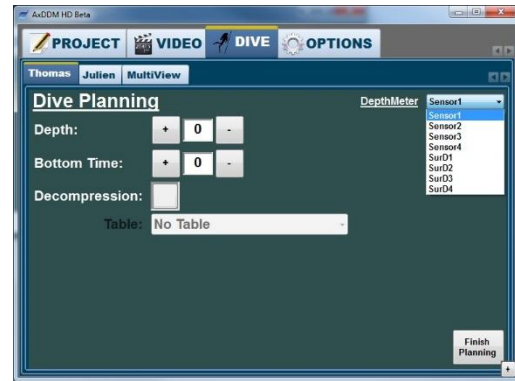 AxDDM HD Beta
PROJECT VIDEO DIVE OPTIONS
Thomas Julien MultiView
Dive Planning DepthMeter Sensor1
Sensor1
Sensor2
Sensor3
Sensor4
SurD1
SurD2
SurD3
SurD4
Depth: + 0 -
Bottom Time: + 0 -
Decompression:
Table: No Table
Finish
Planning
+